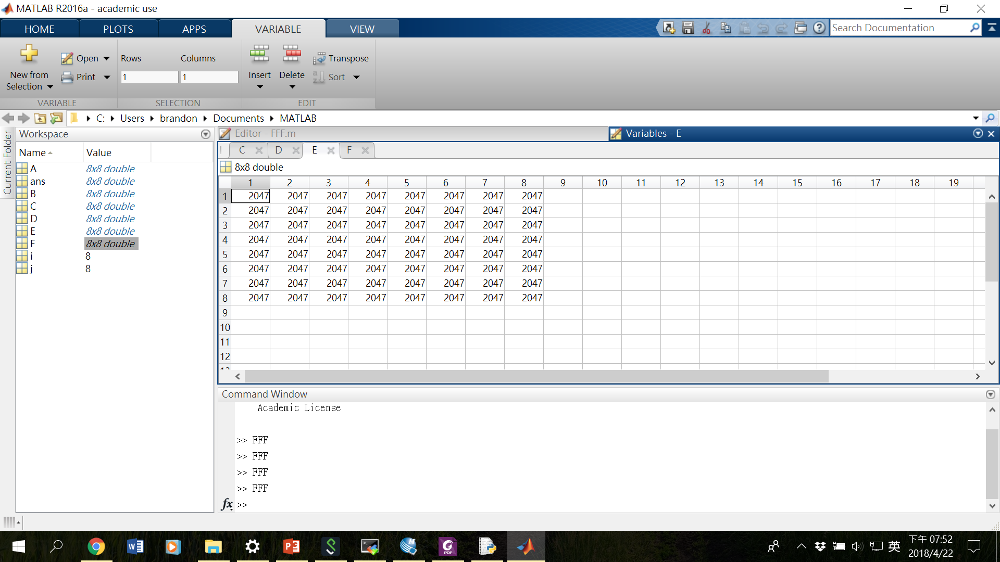 MATLAB R2016a - academic use
HOME PLOTS APPS VARIABLE VIEW
Search Documentation
New from Selection
Open
Print
Rows Columns
1 1
Insert
Delete
Transpose
Sort
VARIABLE SELECTION EDIT
C: Users brandon Documents MATLAB
Current Folder
Workspace
Name Value
A 8x8 double
ans 8x8 double
B 8x8 double
C 8x8 double
D 8x8 double
E 8x8 double
F 8x8 double
i 8
j 8
Editor - FFF.m
Variables - E
C D E F
8x8 double
1 2 3 4 5 6 7 8 9 10 11 12 13 14 15 16 17 18 19
1 2047 2047 2047 2047 2047 2047 2047 2047
2 2047 2047 2047 2047 2047 2047 2047 2047
3 2047 2047 2047 2047 2047 2047 2047 2047
4 2047 2047 2047 2047 2047 2047 2047 2047
5 2047 2047 2047 2047 2047 2047 2047 2047
6 2047 2047 2047 2047 2047 2047 2047 2047
7 2047 2047 2047 2047 2047 2047 2047 2047
8 2047 2047 2047 2047 2047 2047 2047 2047
9
10
11
12
Command Window
Academic License
>> FFF
>> FFF
>> FFF
>> FFF
fx >>
英
下午 07:52
2018/4/22